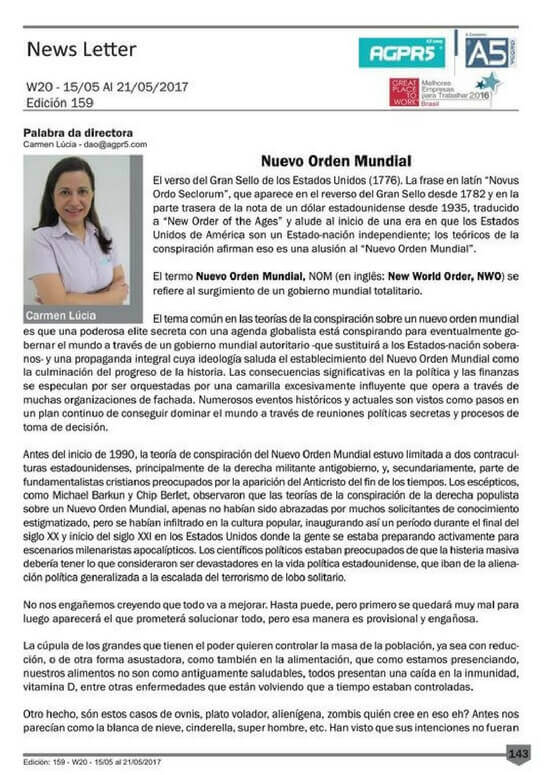 News Letter
W20 - 15/05 Al 21/05/2017
Edición 159
AGPR5
A5
GREAT PLACE TO WORK®
Melhores Empresas para Trabalhar 2016
Brasil
Palabra da directora
Carmen Lúcia - dao@agpr5.com
Carmen Lúcia
Nuevo Orden Mundial
El verso del Gran Sello de los Estados Unidos (1776). La frase en latín “Novus
Ordo Seclorum”, que aparece en el reverso del Gran Sello desde 1782 y en la
parte trasera de la nota de un dólar estadounidense desde 1935, traducido
a “New Order of the Ages” y alude al inicio de una era en que los Estados
Unidos de América son un Estado-nación independiente; los teóricos de la
conspiración afirman eso es una alusión al “Nuevo Orden Mundial”.
El termo Nuevo Orden Mundial, NOM (en inglés: New World Order, NWO) se
refiere al surgimiento de un gobierno mundial totalitario.
El tema común en las teorías de la conspiración sobre un nuevo orden mundial
es que una poderosa elite secreta con una agenda globalista está conspirando para eventualmente go-
bernar el mundo a través de un gobierno mundial autoritario -que sustituirá a los Estados-nación sobera-
nos- y una propaganda integral cuya ideología saluda el establecimiento del Nuevo Orden Mundial como
la culminación del progreso de la historia. Las consecuencias significativas en la política y las finanzas
se especulan por ser orquestadas por una camarilla excesivamente influyente que opera a través de
muchas organizaciones de fachada. Numerosos eventos históricos y actuales son vistos como pasos en
un plan continuo de conseguir dominar el mundo a través de reuniones políticas secretas y procesos de
toma de decisión.
Antes del inicio de 1990, la teoría de conspiración del Nuevo Orden Mundial estuvo limitada a dos contracul-
turas estadounidenses, principalmente de la derecha militante antigobierno, y, secundariamente, parte de
fundamentalistas cristianos preocupados por la aparición del Anticristo del fin de los tiempos. Los escépticos,
como Michael Barkun y Chip Berlet, observaron que las teorías de la conspiración de la derecha populista
sobre un Nuevo Orden Mundial, apenas no habían sido abrazadas por muchos solicitantes de conocimiento
estigmatizado, pero se habían infiltrado en la cultura popular, inaugurando así un período durante el final del
siglo XX y inicio del siglo XXI en los Estados Unidos donde la gente se estaba preparando activamente para
escenarios milenaristas apocalípticos. Los científicos políticos estaban preocupados de que la histeria masiva
debería tener lo que consideraron ser devastadores en la vida política estadounidense, que iban de la aliena-
ción política generalizada a la escalada del terrorismo de lobo solitario.
No nos engañemos creyendo que todo va a mejorar. Hasta puede, pero primero se quedará muy mal para
luego aparecerá el que prometerá solucionar todo, pero esa manera es provisional y engañosa.
La cúpula de los grandes que tienen el poder quieren controlar la masa de la población, ya sea con reduc-
ción, o de otra forma asustadora, como también en la alimentación, que como estamos presenciando,
nuestros alimentos no son como antiguamente saludables, todos presentan una caída en la inmunidad,
vitamina D, entre otras enfermedades que están volviendo que a tiempo estaban controladas.
Otro hecho, són estos casos de ovnis, plato volador, alienígena, zombis quién cree en eso eh? Antes nos
parecían como la blanca de nieve, cinderella, super hombre, etc. Han visto que sus intenciones no fueran
143
Edición: 159 - W20 - 15/05 al 21/05/2017